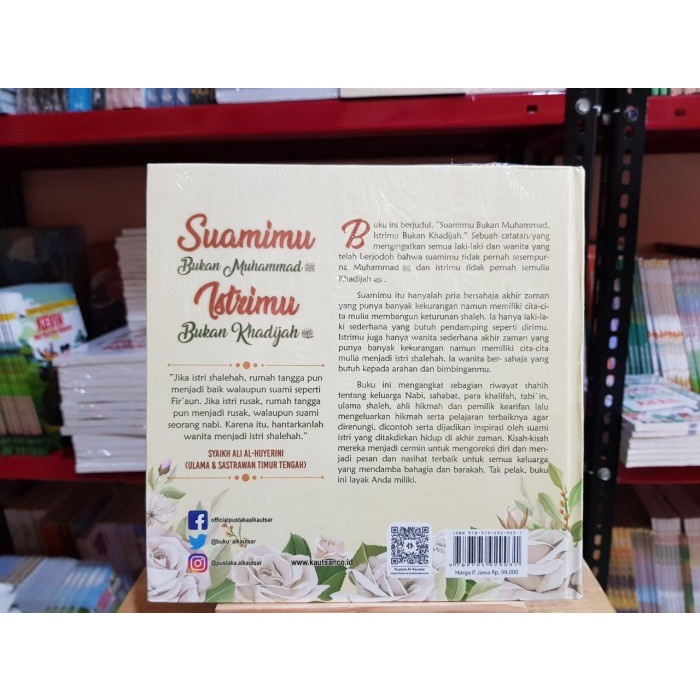 Suamimu
Bukan Muhammad ﷺ
Istrimu
Bukan Khadijah
"Jika istri shalehah, rumah tangga pun
menjadi baik walaupun suami seperti
Fir`aun. Jika istri rusak, rumah tangga
pun menjadi rusak, walaupun suami
seorang nabi. Karena itu, hantarkanlah
wanita menjadi istri shalehah."
SYAIKH ALI AL-HUYERINI
(ULAMA & SASTRAWAN TIMUR TENGAH)
Buku ini berjudul, "Suamimu Bukan Muhammad,
Istrimu Bukan Khadijah." Sebuah catatan yang
mengingatkan semua laki-laki dan wanita yang
telah berjodoh bahwa suamimu tidak pernah sesempur-
na Muhammad ﷺ dan istrimu tidak pernah semulia
Khadijah .
Suamimu itu hanyalah pria bersahaja akhir zaman
yang punya banyak kekurangan namun memiliki cita-ci-
ta mulia membangun keturunan shaleh. Ia hanya laki-la-
ki sederhana yang butuh pendamping seperti dirimu.
Istrimu juga hanya wanita sederhana akhir zaman yang
punya banyak kekurangan namun memiliki cita-cita
mulia menjadi istri shalehah. Ia wanita ber- sahaja yang
butuh kepada arahan dan bimbinganmu.
Buku ini mengangkat sebagian riwayat shahih
tentang keluarga Nabi, sahabat, para khalifah, tabi`in,
ulama shaleh, ahli hikmah dan pemilik kearifan lalu
mengeluarkan hikmah serta pelajaran terbaiknya agar
direnungi, dicontoh serta dijadikan inspirasi oleh suami
istri yang ditakdirkan hidup di akhir zaman. Kisah-kisah
mereka menjadi cermin untuk mengoreksi diri dan men-
jadi pesan dan nasihat terbaik untuk semua keluarga
yang mendamba bahagia dan barakah. Tak pelak, buku
ini layak Anda miliki.
officialpustakaalkautsar
@buku_alkautsar
@pustaka.alkautsar
www.kautsar.co.id
Pustaka Al-Kautsar
Harga P. Jawa Rp. 99.000
KEVIN